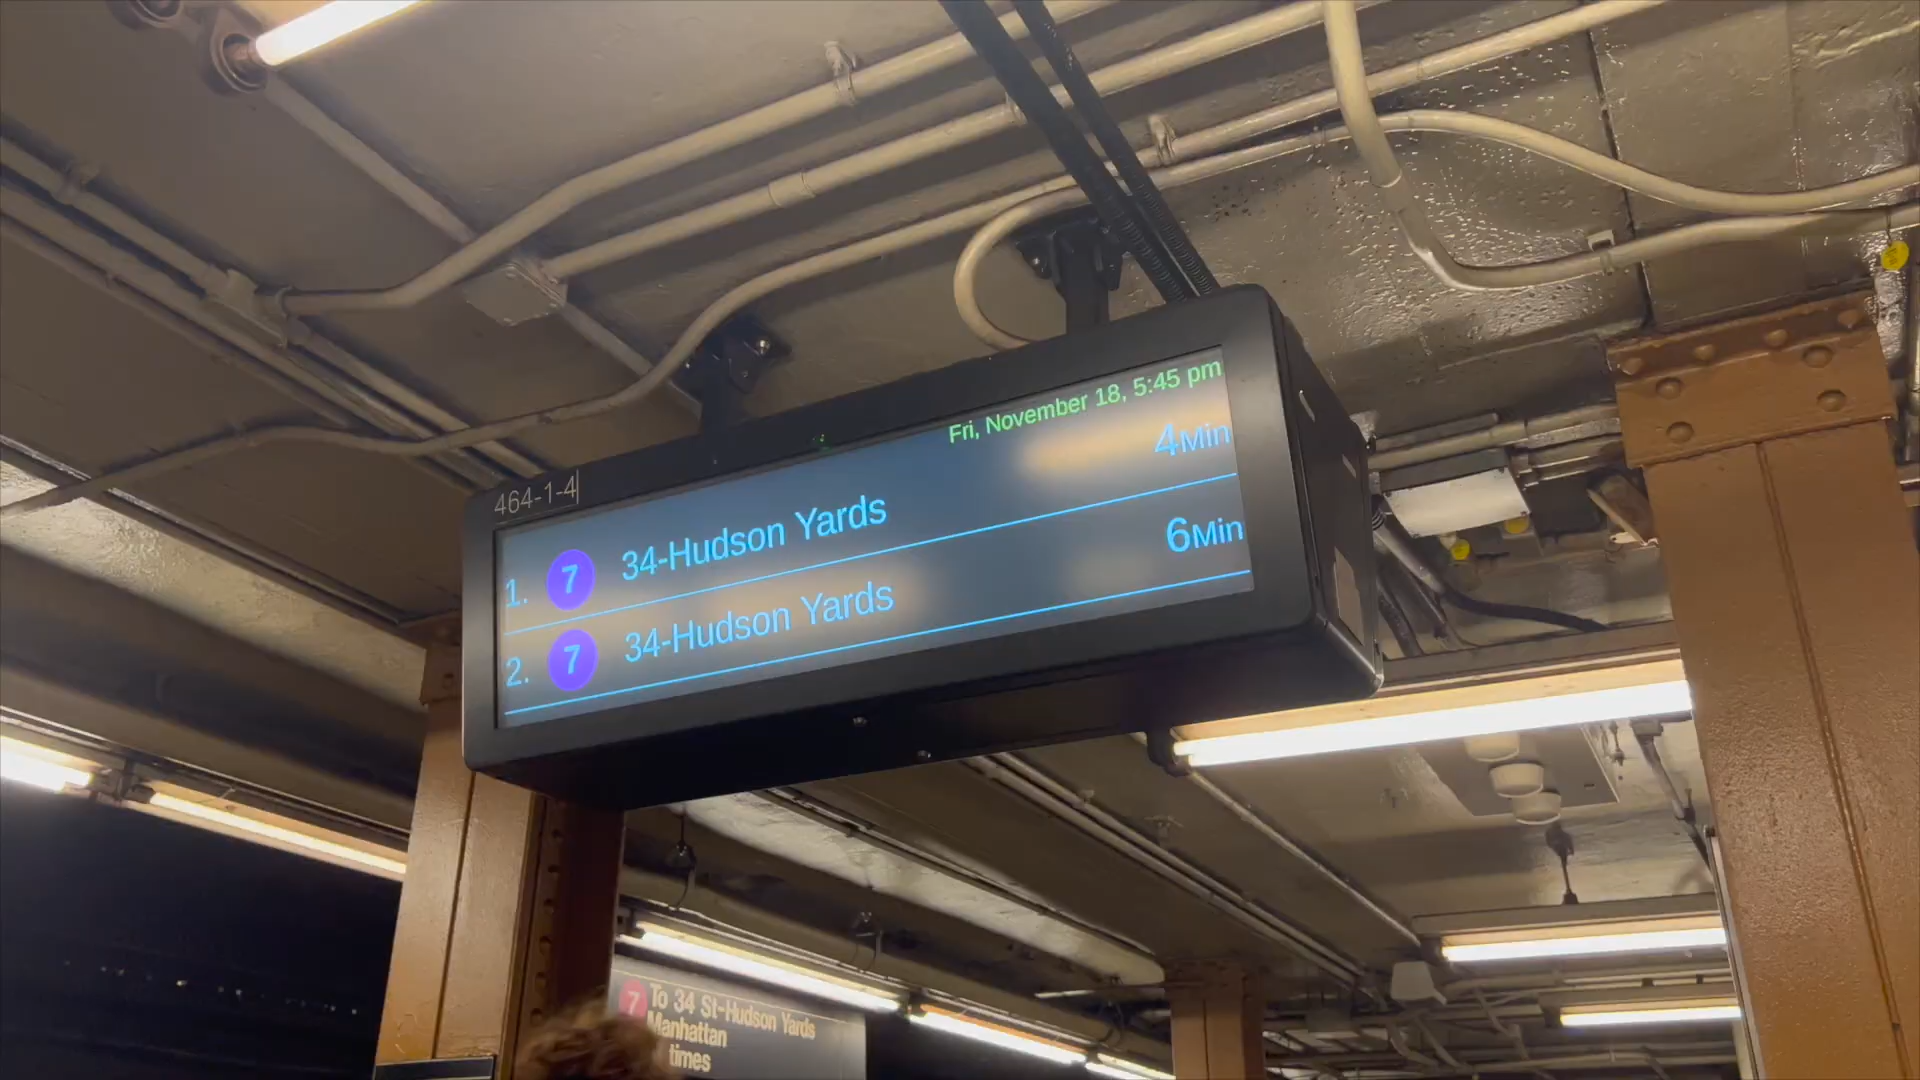 464-1-4
Fri, November 18, 5:45 pm
1. 7 34-Hudson Yards 4Min
2. 7 34-Hudson Yards 6Min
7 To 34 St-Hudson Yards
Manhattan
times